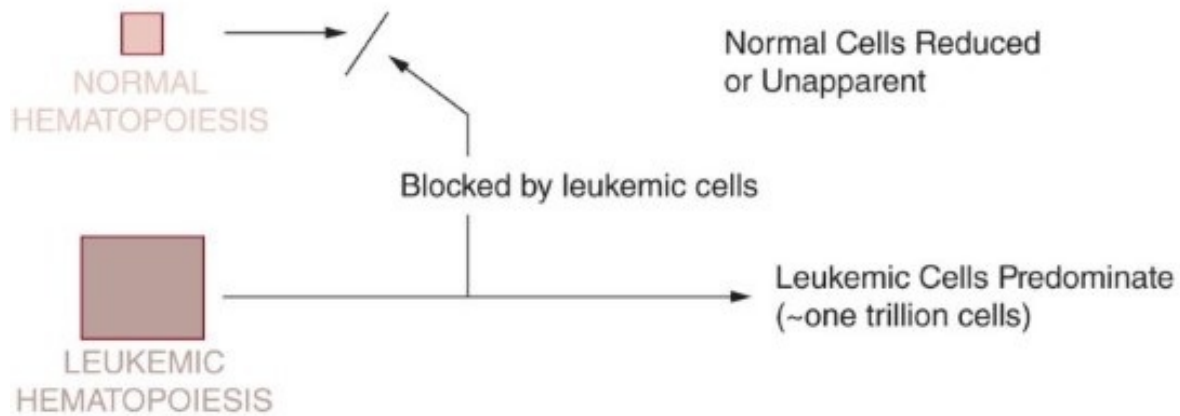 NORMAL
HEMATOPOIESIS
Normal Cells Reduced
or Unapparent
Blocked by leukemic cells
LEUKEMIC
HEMATOPOIESIS
Leukemic Cells Predominate
(~one trillion cells)